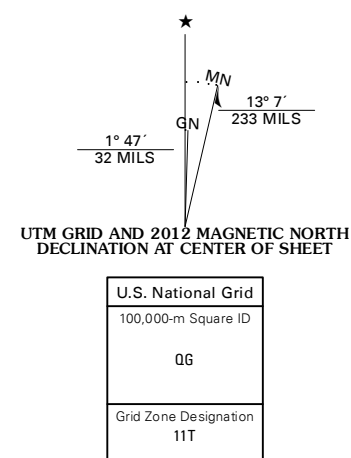 ★
MN
GN
13° 7´
233 MILS
1° 47´
32 MILS
UTM GRID AND 2012 MAGNETIC NORTH
DECLINATION AT CENTER OF SHEET
U.S. National Grid
100,000-m Square ID
QG
Grid Zone Designation
11T